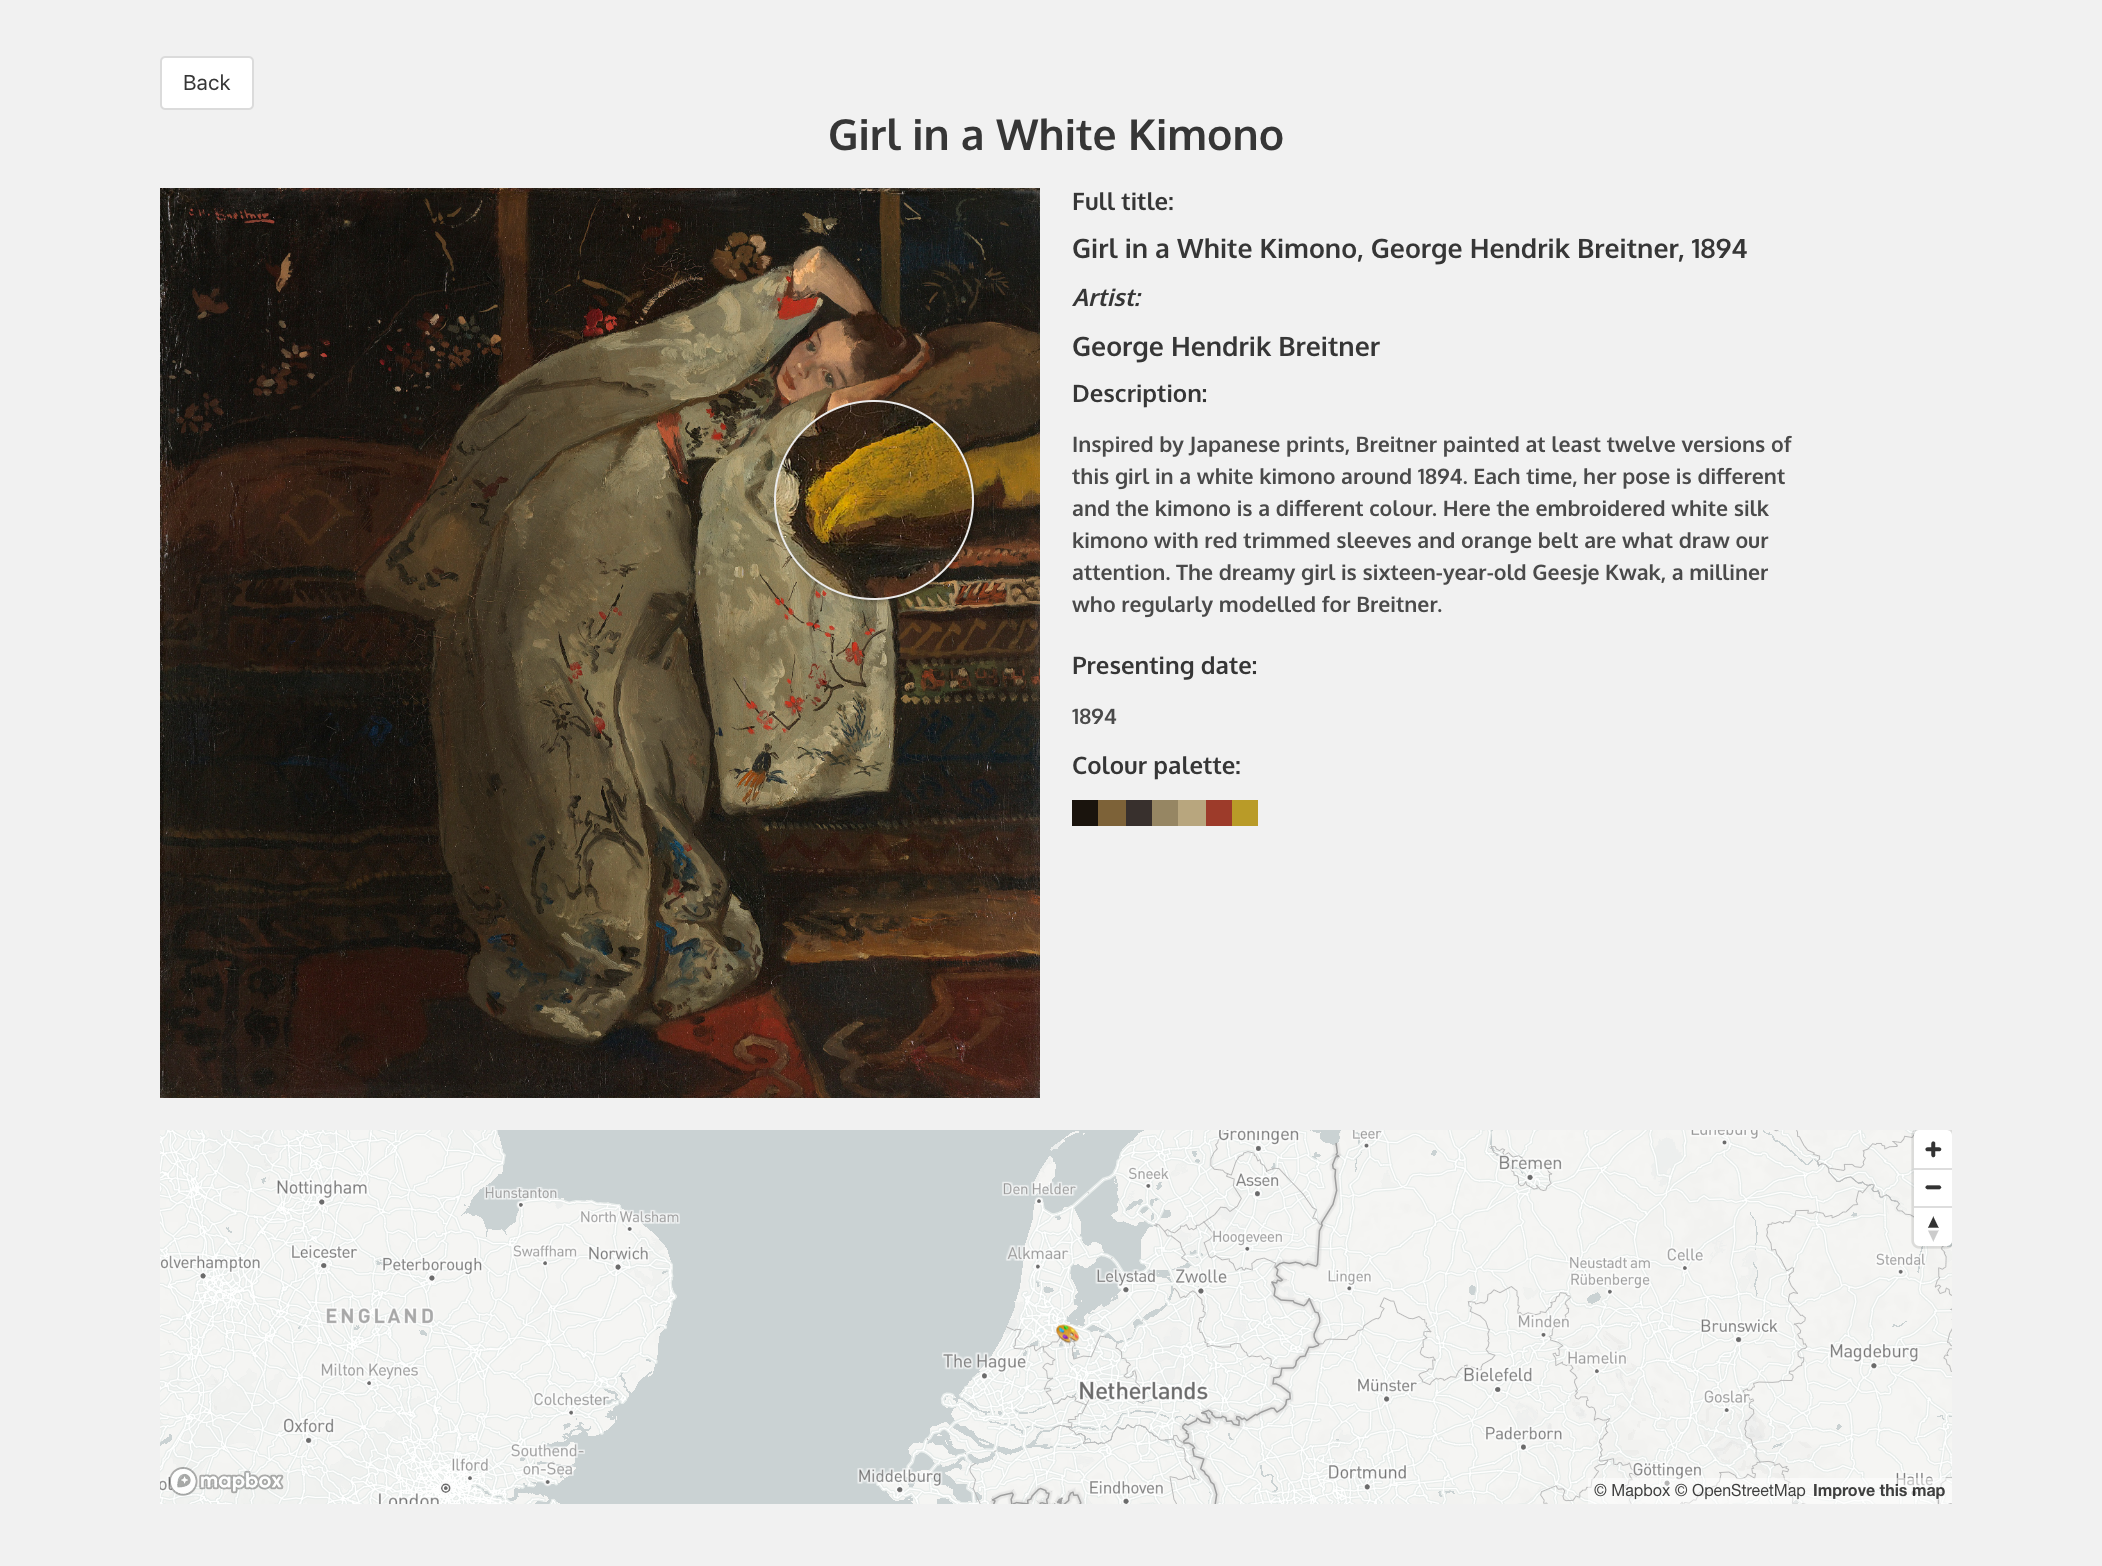 Back
Girl in a White Kimono
Full title:
Girl in a White Kimono, George Hendrik Breitner, 1894
Artist:
George Hendrik Breitner
Description:
Inspired by Japanese prints, Breitner painted at least twelve versions of
this girl in a white kimono around 1894. Each time, her pose is different
and the kimono is a different colour. Here the embroidered white silk
kimono with red trimmed sleeves and orange belt are what draw our
attention. The dreamy girl is sixteen-year-old Geesje Kwak, a milliner
who regularly modelled for Breitner.
Presenting date:
1894
Colour palette:
Groningen
Leer
Bremen
Nottingham
Hunstanton
Den Helder
Sneek
Assen
North Walsham
Leicester
Peterborough
Swaffham
Norwich
Alkmaar
Hoogeveen
Celle
Stendal
olverhampton
Lelystad
Zwolle
Lingen
Neustadt am
Rübenberge
ENGLAND
Minden
Brunswick
Milton Keynes
The Hague
Netherlands
Münster
Bielefeld
Hamelin
Magdeburg
Colchester
Goslar
Oxford
Paderborn
Southend-
on-Sea
Ilford
London
Middelburg
Eindhoven
Dortmund
Göttingen
Halle
mapbox
© Mapbox © OpenStreetMap Improve this map